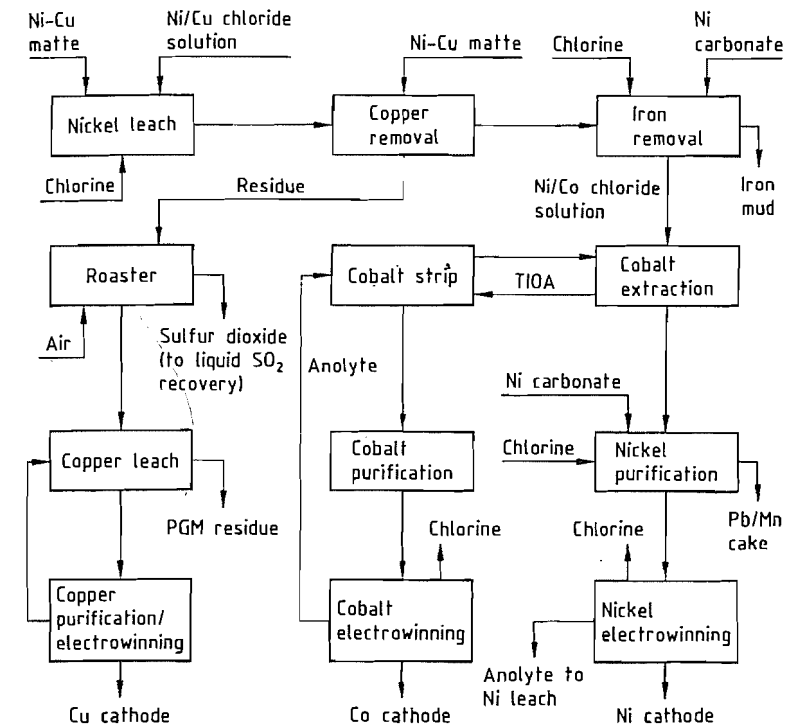 Ni-Cu
matte
Ni/Cu chloride
solution
Ni-Cu matte
Chlorine
Ni
carbonate
Nickel leach
Copper
removal
Iron
removal
Chlorine
Residue
Ni/Co chloride
solution
Iron
mud
Roaster
Cobalt strip
TIOA
Cobalt
extraction
Air
Sulfur dioxide
(to liquid SO₂
recovery)
Anolyte
Ni carbonate
Copper leach
Cobalt
purification
Chlorine
Nickel
purification
PGM residue
Chlorine
Chlorine
Pb/Mn
cake
Copper
purification/
electrowinning
Cobalt
electrowinning
Nickel
electrowinning
Anolyte to
Ni leach
Cu cathode
Co cathode
Ni cathode